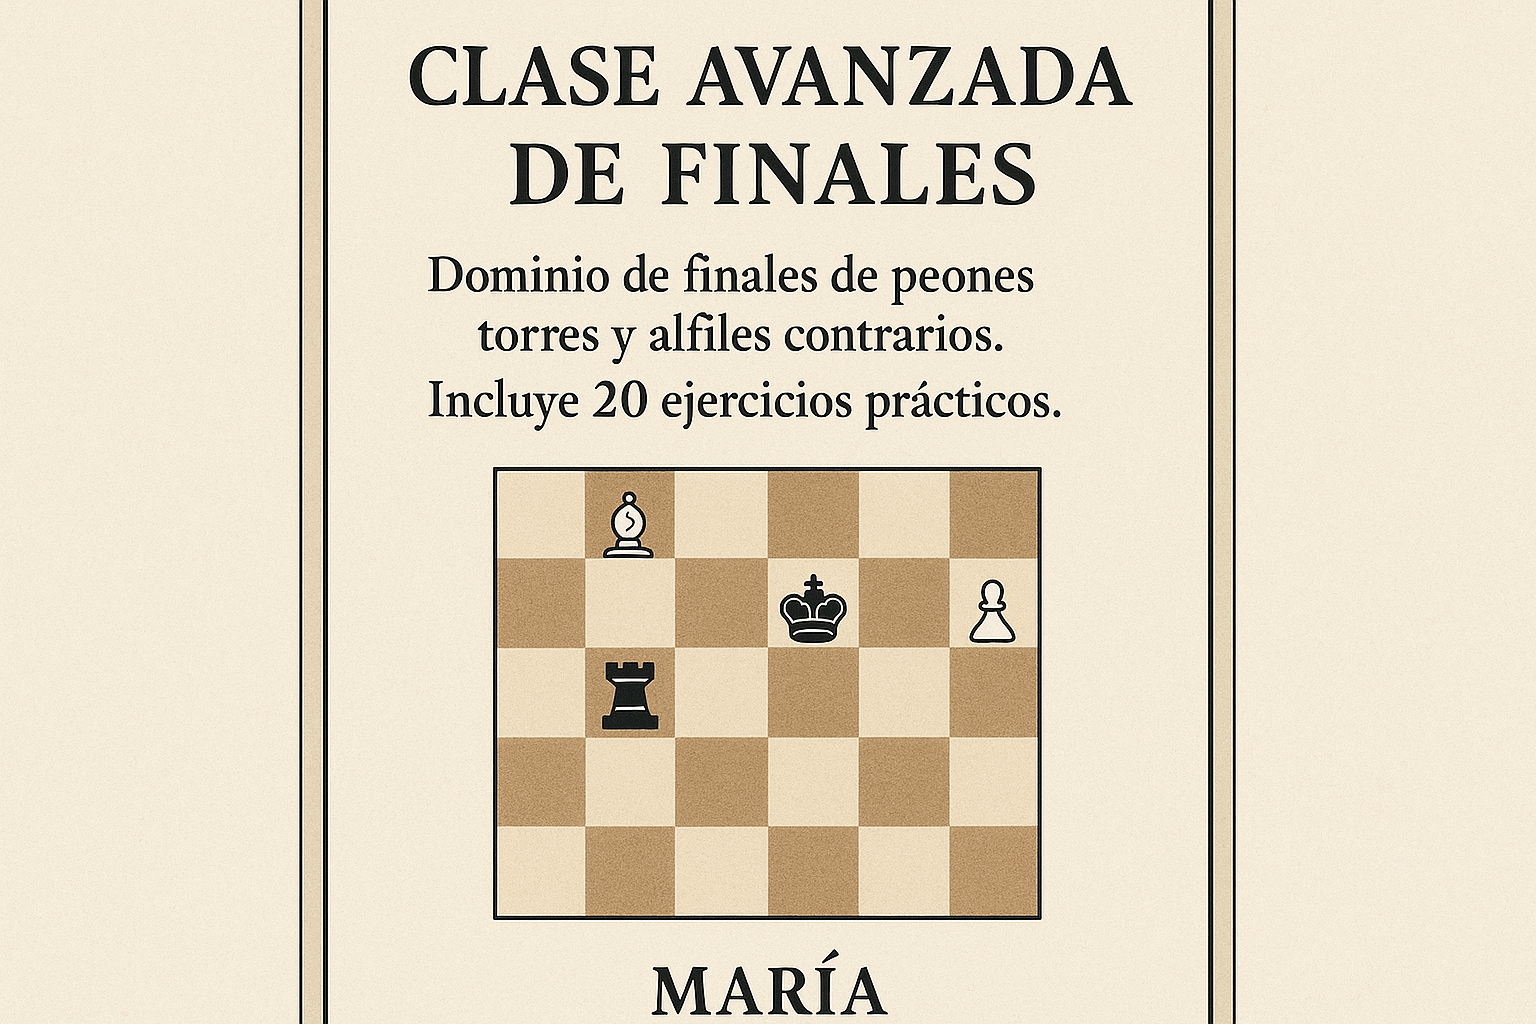 CLASE AVANZADA
DE FINALES
Dominio de finales de peones
torres y alfiles contrarios.
Incluye 20 ejercicios prácticos.
MARÍA